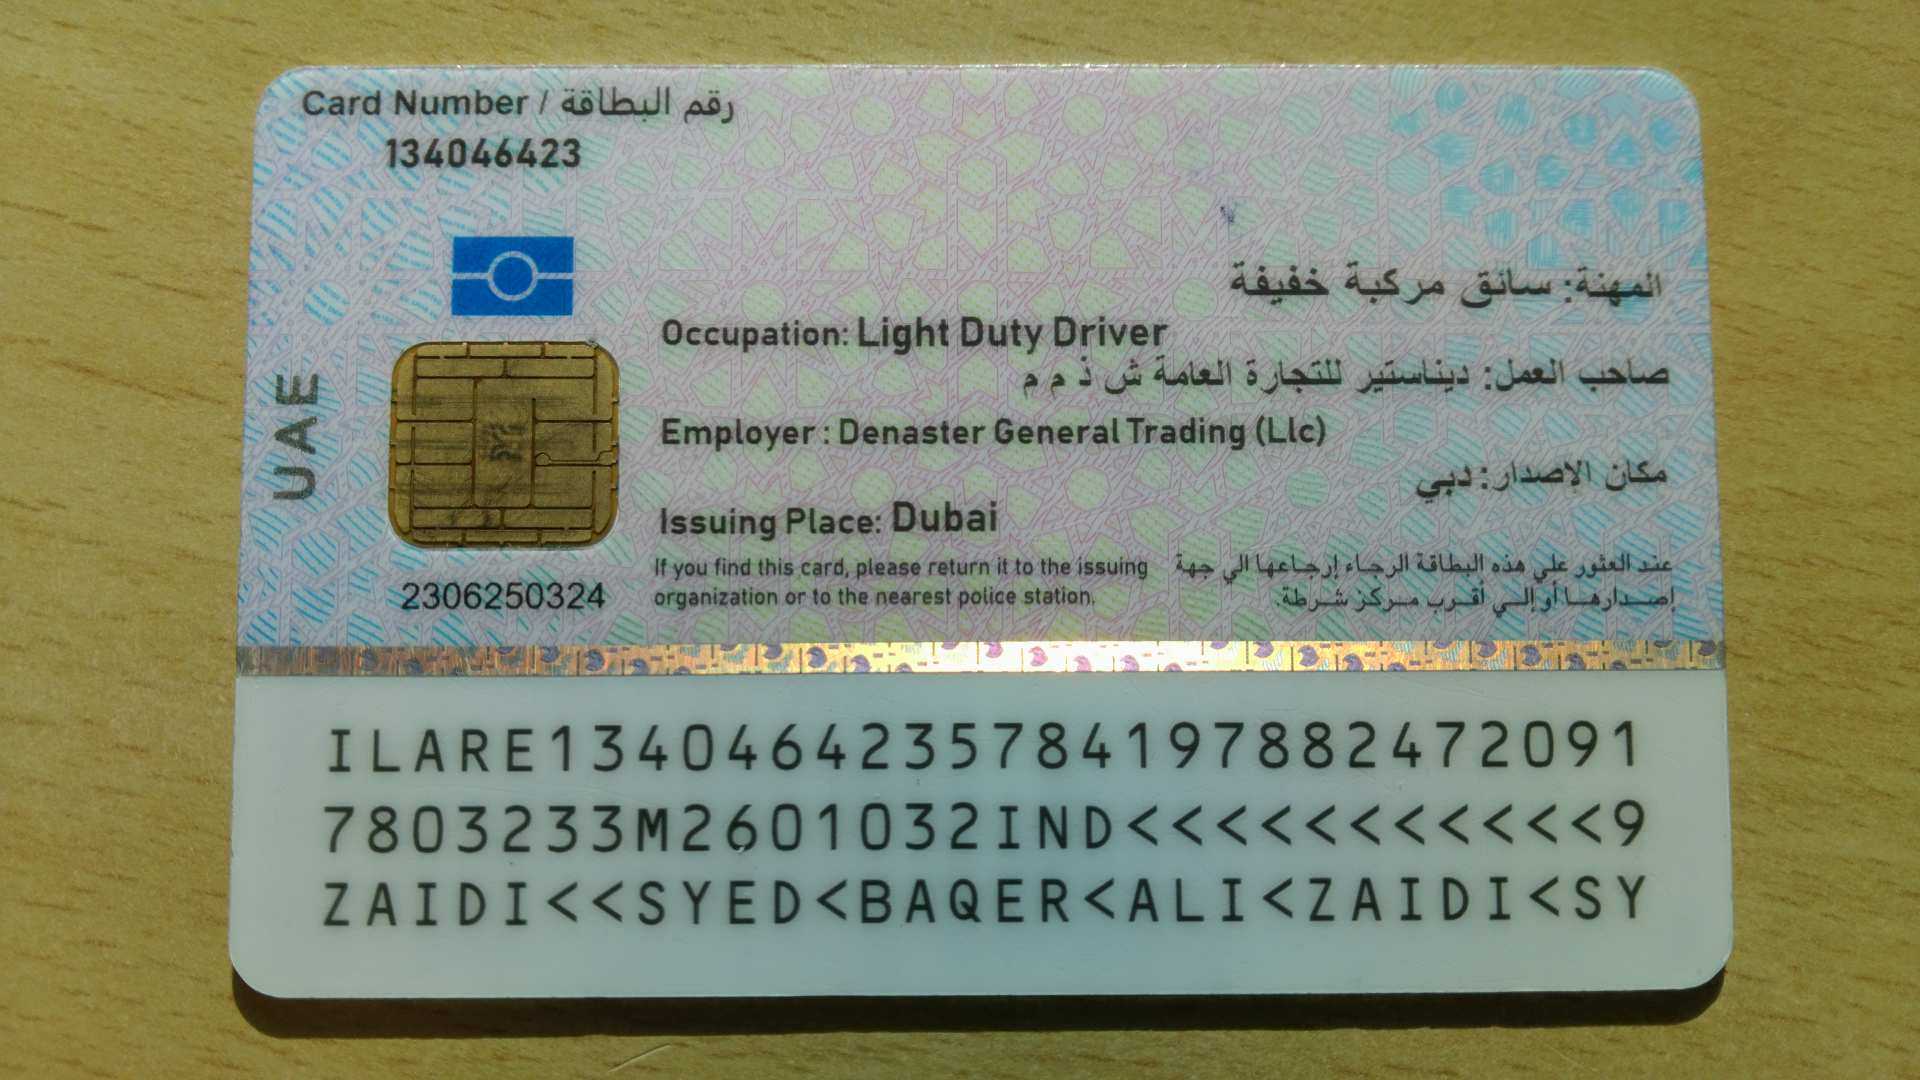 Card Number / رقم البطاقة
134046423
المهنة: سائق مركبة خفيفة
Occupation: Light Duty Driver
صاحب العمل: ديناستير للتجارة العامة ش ذ م م
Employer : Denaster General Trading (Llc)
مكان الإصدار: دبي
Issuing Place: Dubai
If you find this card, please return it to the issuing
organization or to the nearest police station.
عند العثور علي هذه البطاقة الرجاء إرجاعها الي جهة
إصدارها أو إلي أقرب مركز شرطة.
UAE
2306250324
ILARE1340464235784197882472091
7803233M2601032IND<<<<<<<<<<<9
ZAIDI<<SYED<BAQER<ALI<ZAIDI<SY